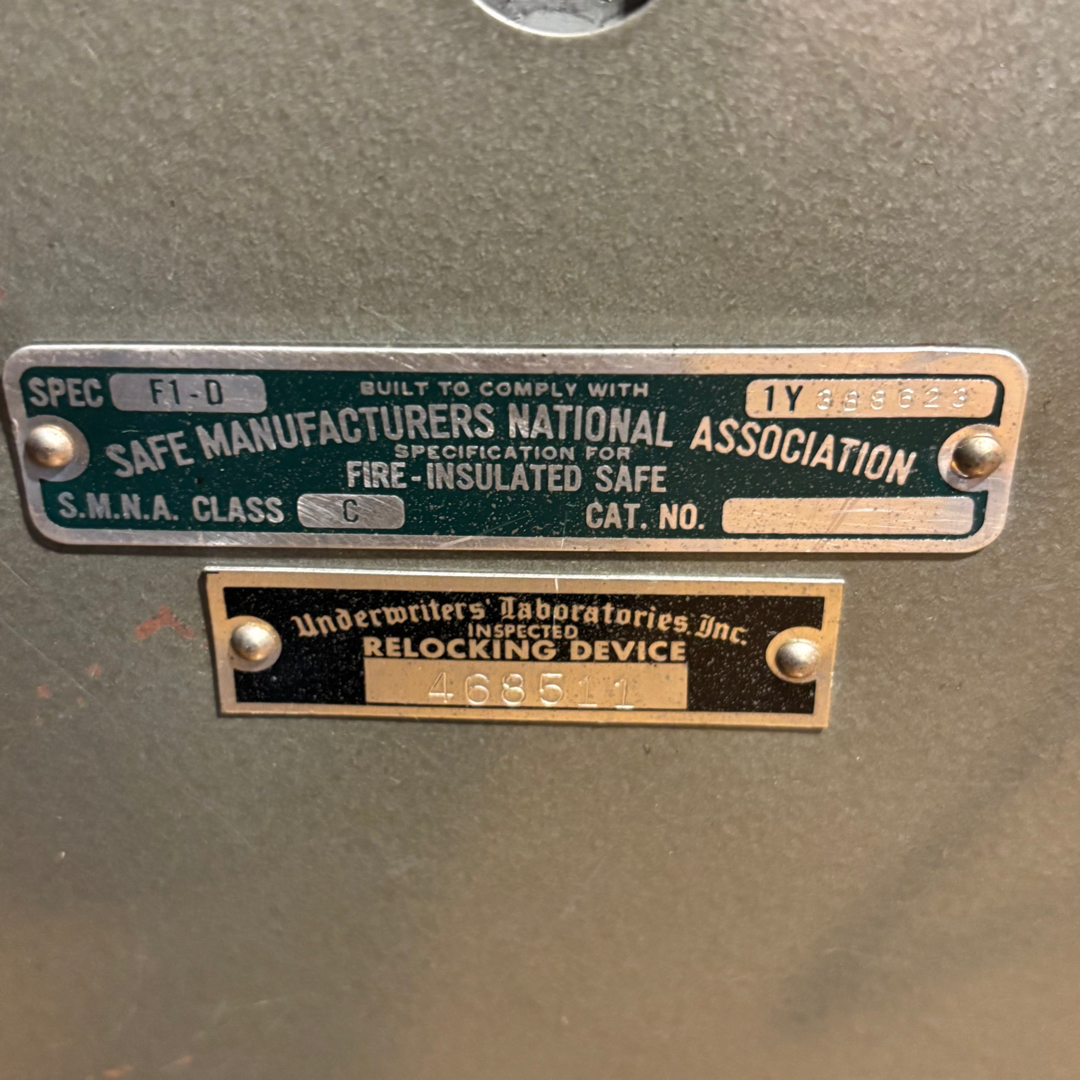 SPEC F1-D
BUILT TO COMPLY WITH
1Y 388623
SAFE MANUFACTURERS NATIONAL ASSOCIATION
SPECIFICATION FOR
FIRE-INSULATED SAFE
S.M.N.A. CLASS C
CAT. NO.
Underwriters' Laboratories, Inc.
INSPECTED
RELOCKING DEVICE
468511